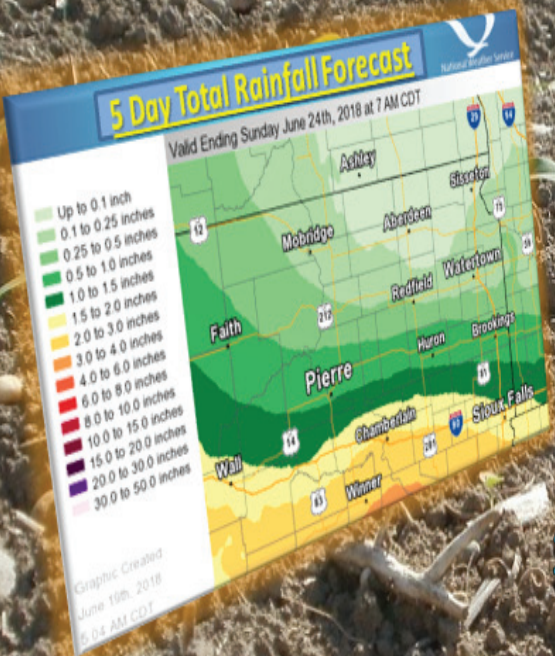 National Weather Service
5 Day Total Rainfall Forecast
Valid Ending Sunday June 24th, 2018 at 7 AM CDT
Up to 0.1 inch
0.1 to 0.25 inches
0.25 to 0.5 inches
0.5 to 1.0 inches
1.0 to 1.5 inches
1.5 to 2.0 inches
2.0 to 3.0 inches
3.0 to 4.0 inches
4.0 to 6.0 inches
6.0 to 8.0 inches
8.0 to 10.0 inches
10.0 to 15.0 inches
15.0 to 20.0 inches
20.0 to 30.0 inches
30.0 to 50.0 inches
Graphic Created
June 19th, 2018
5:04 AM CDT
29
94
Ashley
Sisseton
12
Mobridge
Aberdeen
Watertown
Redfield
212
Faith
Huron
Brookings
Pierre
81
14
Chamberlain
281
90
Sioux Falls
Wall
83
Winner